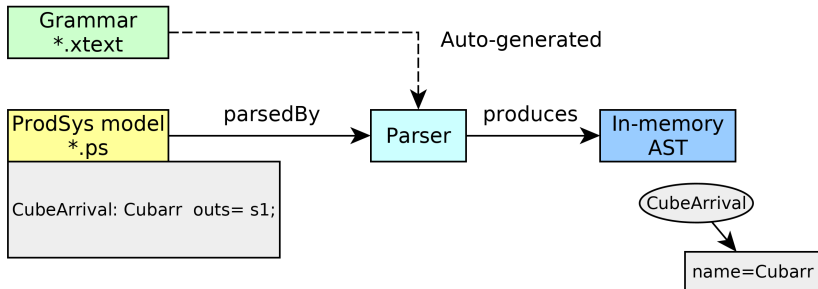 Grammar
*.xtext
Auto-generated
ProdSys model
*.ps
parsedBy
Parser
produces
In-memory
AST
CubeArrival: Cubarr  outs= s1;
CubeArrival
name=Cubarr